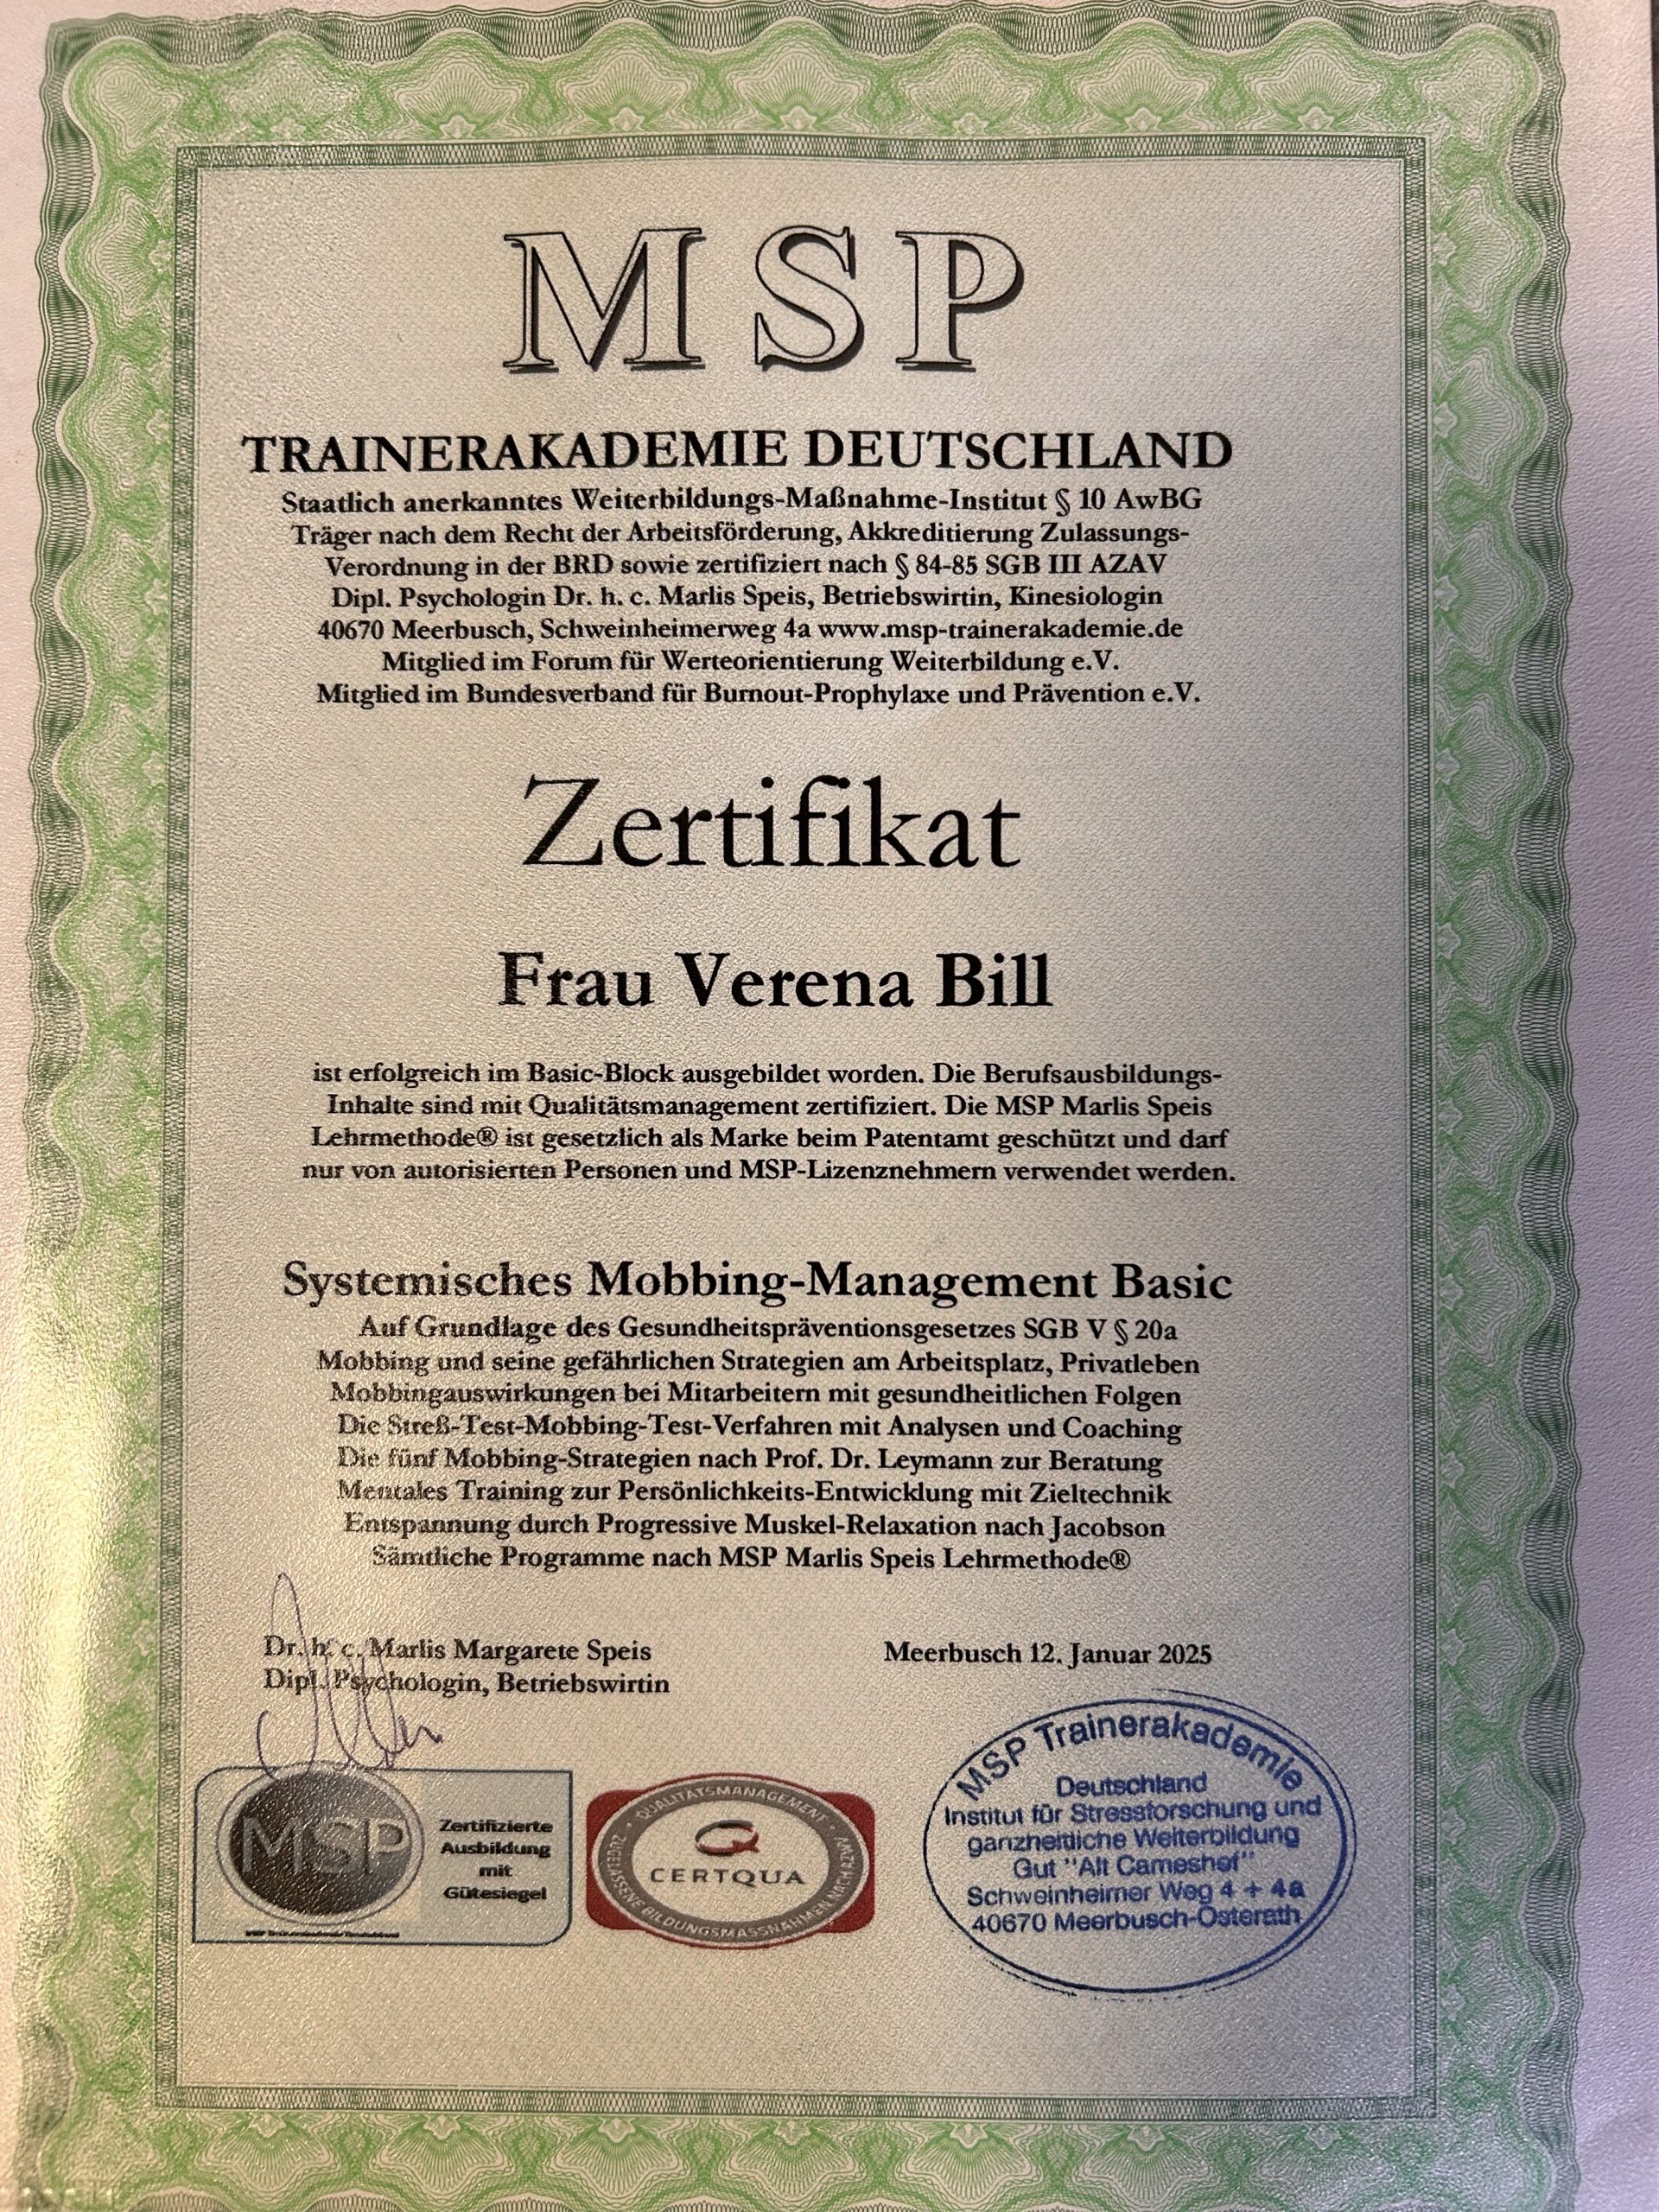 MSP
TRAINERAKADEMIE DEUTSCHLAND
Staatlich anerkanntes Weiterbildungs-Maßnahme-Institut § 10 AwBG
Träger nach dem Recht der Arbeitsförderung, Akkreditierung Zulassungs-
Verordnung in der BRD sowie zertifiziert nach § 84-85 SGB III AZAV
Dipl. Psychologin Dr. h. c. Marlis Speis, Betriebswirtin, Kinesiologin
40670 Meerbusch, Schweinheimerweg 4a www.msp-trainerakademie.de
Mitglied im Forum für Werteorientierung Weiterbildung e.V.
Mitglied im Bundesverband für Burnout-Prophylaxe und Prävention e.V.
Zertifikat
Frau Verena Bill
ist erfolgreich im Basic-Block ausgebildet worden. Die Berufsausbildungs-
Inhalte sind mit Qualitätsmanagement zertifiziert. Die MSP Marlis Speis
Lehrmethode® ist gesetzlich als Marke beim Patentamt geschützt und darf
nur von autorisierten Personen und MSP-Lizenznehmern verwendet werden.
Systemisches Mobbing-Management Basic
Auf Grundlage des Gesundheitspräventionsgesetzes SGB V § 20a
Mobbing und seine gefährlichen Strategien am Arbeitsplatz, Privatleben
Mobbingauswirkungen bei Mitarbeitern mit gesundheitlichen Folgen
Die Streß-Test-Mobbing-Test-Verfahren mit Analysen und Coaching
Die fünf Mobbing-Strategien nach Prof. Dr. Leymann zur Beratung
Mentales Training zur Persönlichkeits-Entwicklung mit Zieltechnik
Entspannung durch Progressive Muskel-Relaxation nach Jacobson
Sämtliche Programme nach MSP Marlis Speis Lehrmethode®
Dr. h. c. Marlis Margarete Speis
Dipl. Psychologin, Betriebswirtin
Meerbusch 12. Januar 2025
MSP
Zertifizierte
Ausbildung
mit
Gütesiegel
QUALITÄTSMANAGEMENT
CERTQUA
ZUGELASSENE BILDUNGSMASSNAHMEN NACH AZAV
MSP Trainerakademie
Deutschland
Institut für Stressforschung und
ganzheitliche Weiterbildung
Gut "Alt Cameshof"
Schweinheimer Weg 4 + 4a
40670 Meerbusch-Osterath